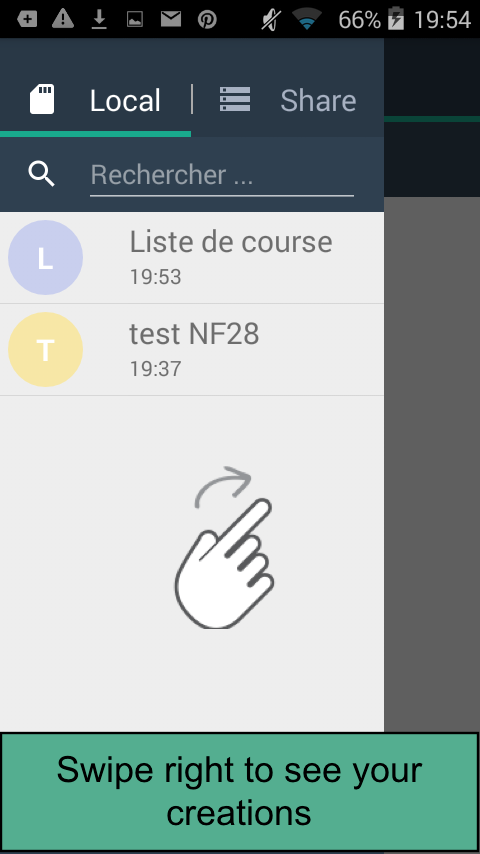 66% 19:54
Local Share
Rechercher ...
L Liste de course
19:53
T test NF28
19:37
Swipe right to see your
creations